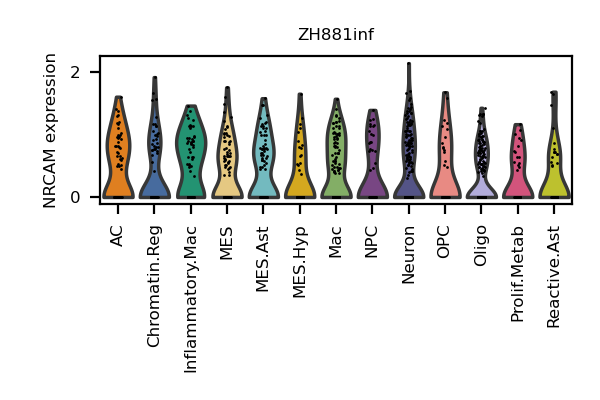 ZH881inf
NRCAM expression
2
0
AC
Chromatin.Reg
Inflammatory.Mac
MES
MES.Ast
MES.Hyp
Mac
NPC
Neuron
OPC
Oligo
Prolif.Metab
Reactive.Ast